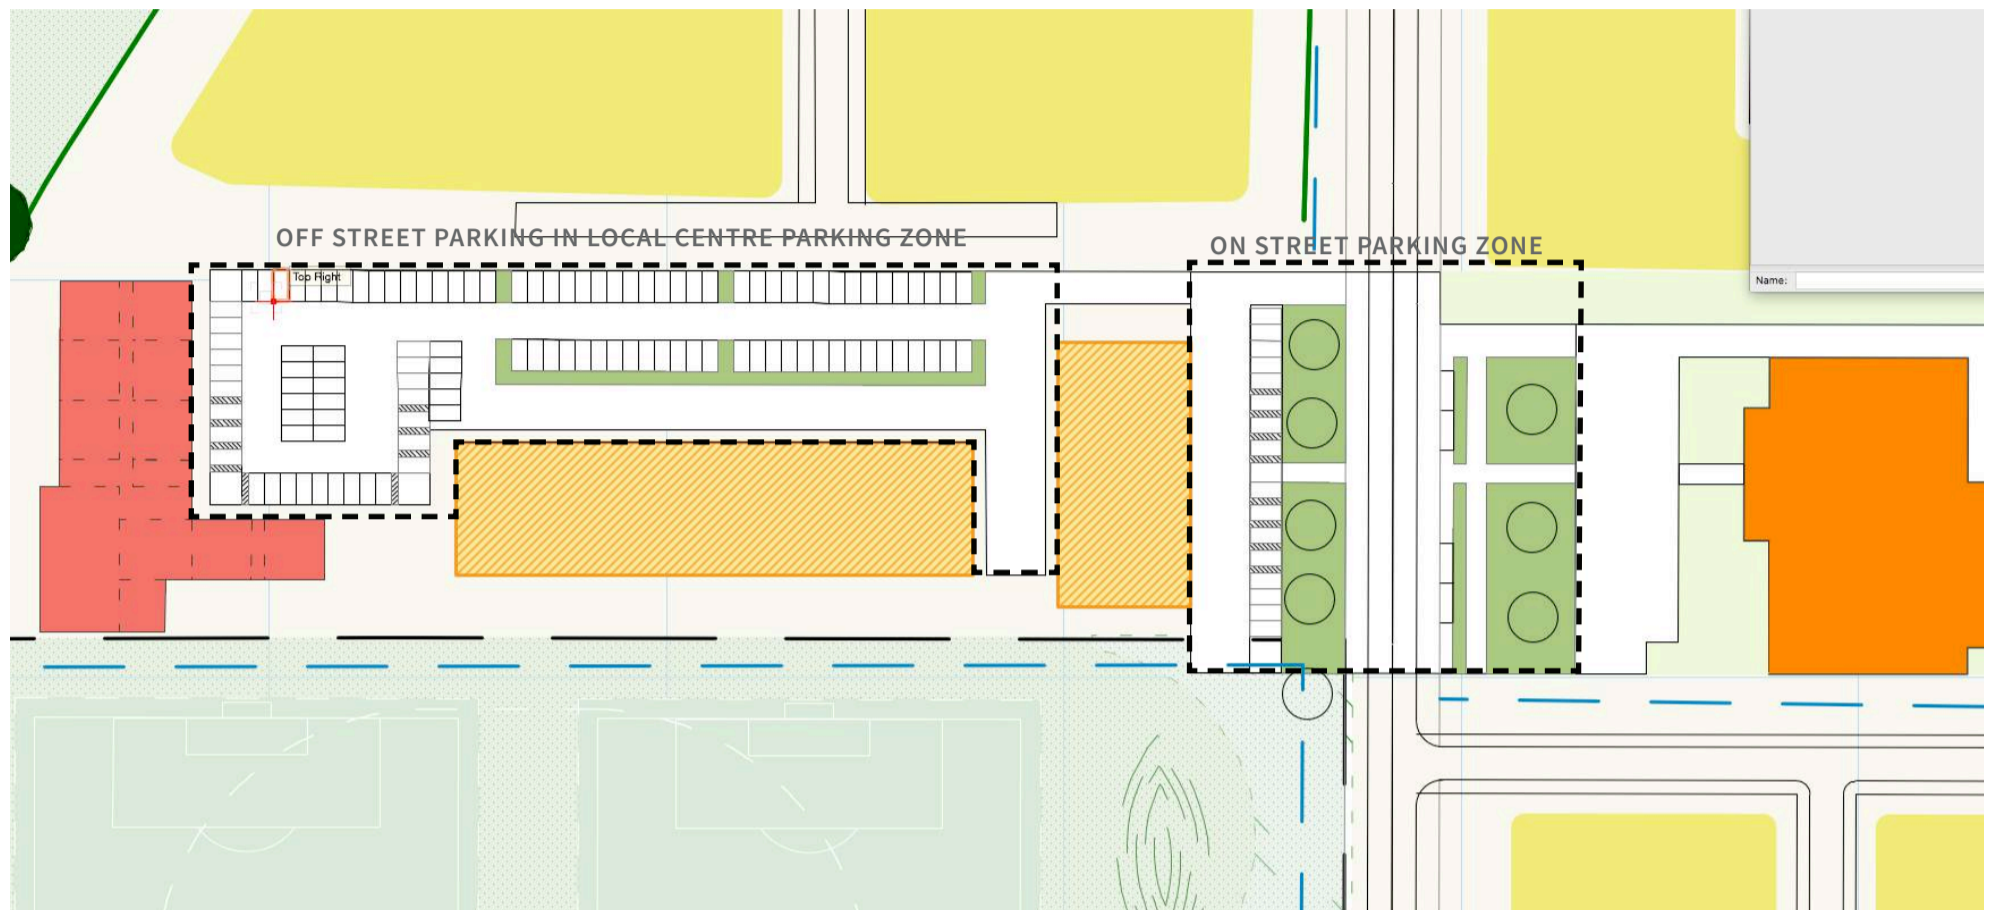 OFF STREET PARKING IN LOCAL CENTRE PARKING ZONE
ON STREET PARKING ZONE
Top Right
Name: